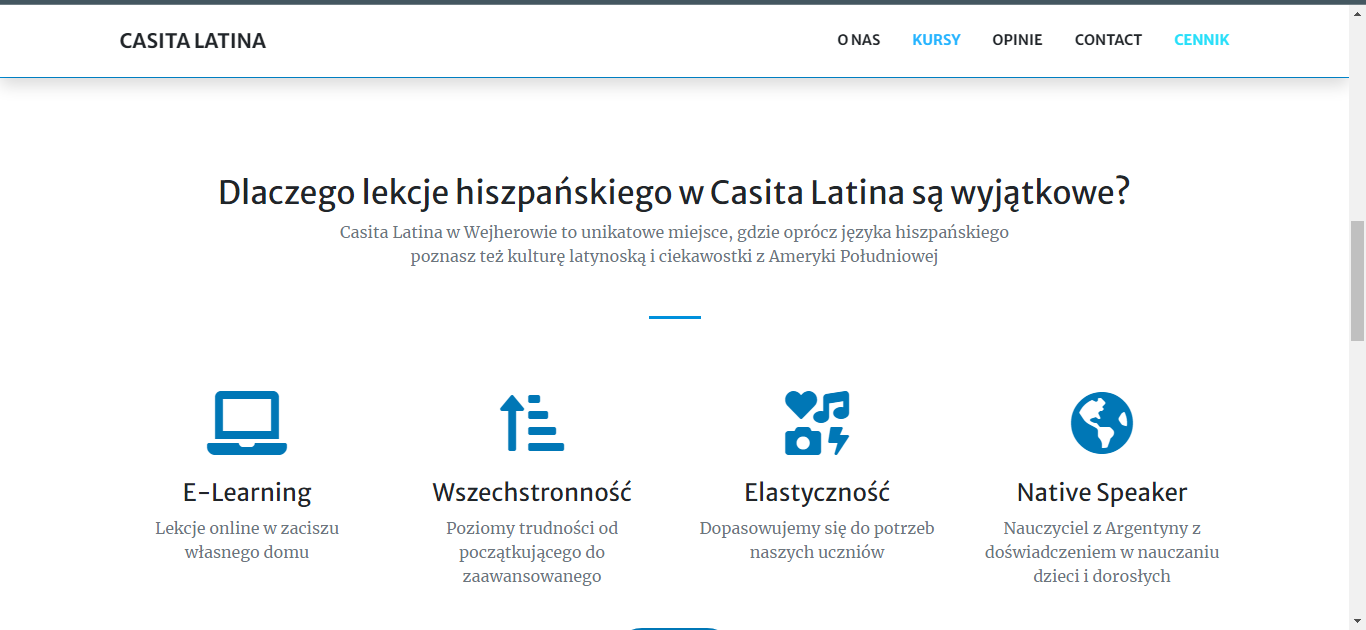 CASITA LATINA
O NAS KURSY OPINIE CONTACT CENNIK
Dlaczego lekcje hiszpańskiego w Casita Latina są wyjątkowe?
Casita Latina w Wejherowie to unikatowe miejsce, gdzie oprócz języka hiszpańskiego
poznasz też kulturę latynoską i ciekawostki z Ameryki Południowej
E-Learning
Lekcje online w zaciszu
własnego domu
Wszechstronność
Poziomy trudności od
początkującego do
zaawansowanego
Elastyczność
Dopasowujemy się do potrzeb
naszych uczniów
Native Speaker
Nauczyciel z Argentyny z
doświadczeniem w nauczaniu
dzieci i dorosłych